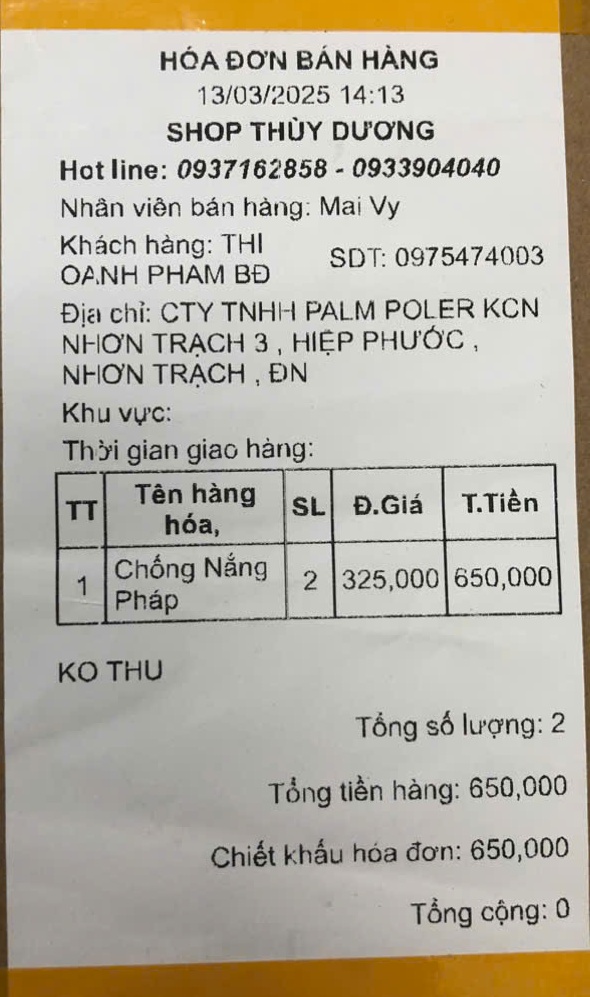 HÓA ĐƠN BÁN HÀNG
13/03/2025 14:13
SHOP THÙY DƯƠNG
Hot line: 0937162858 - 0933904040
Nhân viên bán hàng: Mai Vy
Khách hàng: THI OANH PHAM BĐ SDT: 0975474003
Địa chỉ: CTY TNHH PALM POLER KCN
NHƠN TRẠCH 3 , HIỆP PHƯỚC ,
NHƠN TRẠCH , ĐN
Khu vực:
Thời gian giao hàng:
TT Tên hàng hóa, SL Đ.Giá T.Tiền
1 Chống Nắng Pháp 2 325,000 650,000
KO THU
Tổng số lượng: 2
Tổng tiền hàng: 650,000
Chiết khấu hóa đơn: 650,000
Tổng cộng: 0